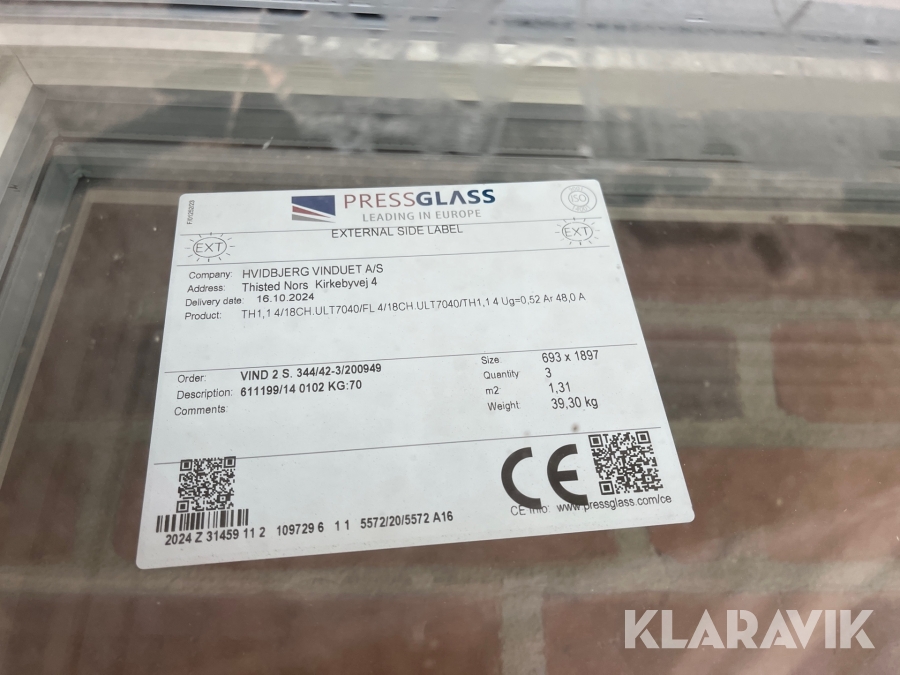 PRESSGLASS
LEADING IN EUROPE
EXTERNAL SIDE LABEL
EXT
EXT
ISO
Company: HVIDBJERG VINDUET A/S
Address: Thisted Nors Kirkebyvej 4
Delivery date: 16.10.2024
Product: TH1,1 4/18CH.ULT7040/FL 4/18CH.ULT7040/TH1,1 4 Ug=0,52 Ar 48,0 A
Order: VIND 2 S. 344/42-3/200949
Description: 611199/14 0102 KG:70
Comments:
Size: 693 x 1897
Quantity: 3
m2: 1,31
Weight: 39,30 kg
CE
CE Info: www.pressglass.com/ce
2024 Z 31459 11 2 109729 6 1 1 5572/20/5572 A16
KLARAVIK